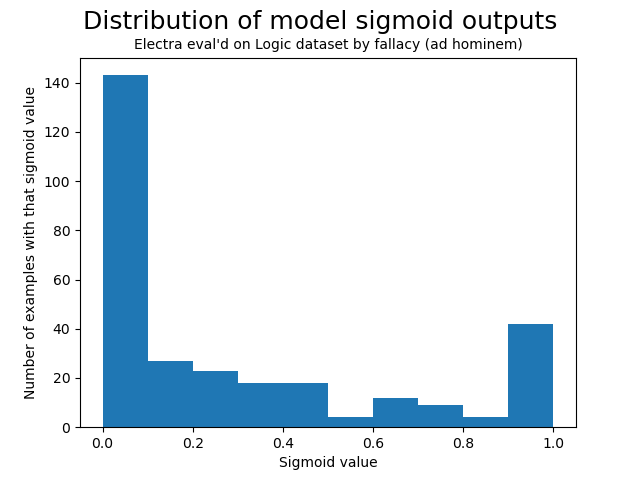 Distribution of model sigmoid outputs
Electra eval'd on Logic dataset by fallacy (ad hominem)
Number of examples with that sigmoid value
140
120
100
80
60
40
20
0
0.0 0.2 0.4 0.6 0.8 1.0
Sigmoid value